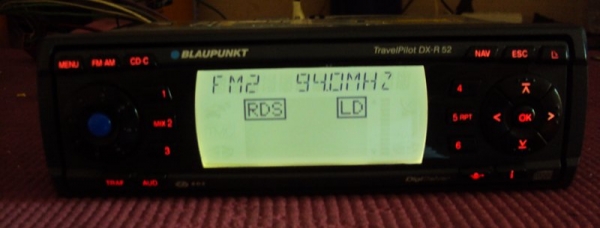 BLAUPUNKT
TravelPilot DX-R 52
MENU
FM AM
CD C
NAV
ESC
FM2 94.0MHz
RDS LD
1
2
3
4
5 RPT
6
< OK >
AUD